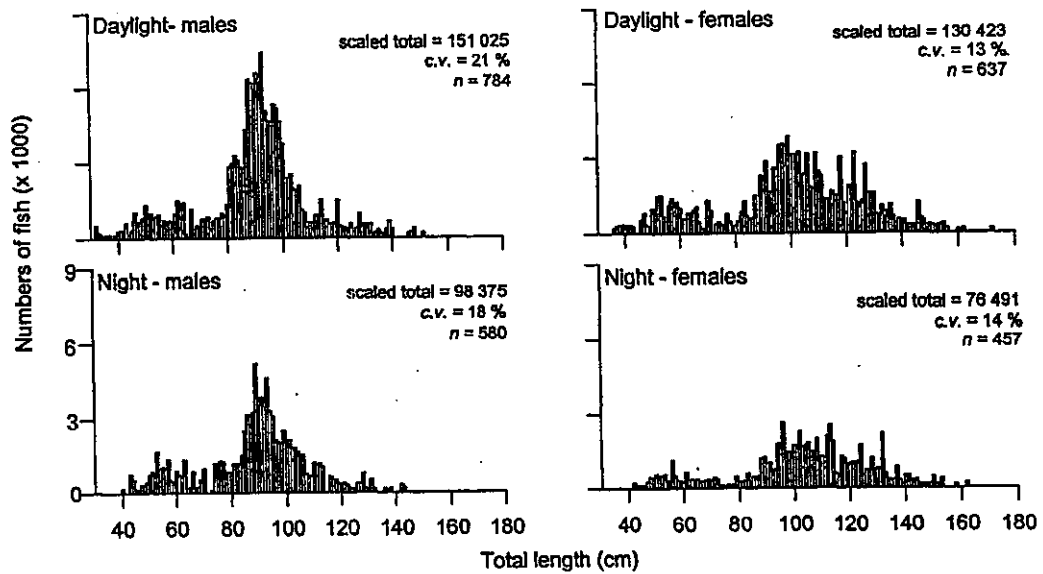 Daylight- males
scaled total = 151 025
c.v. = 21 %
n = 784
Daylight - females
scaled total = 130 423
c.v. = 13 %.
n = 637
Numbers of fish (x 1000)
Night - males
scaled total = 98 375
c.v. = 18 %
n = 580
9
6
3
0
Night - females
scaled total = 76 491
c.v. = 14 %
n = 457
40 60 80 100 120 140 160 180
40 60 80 100 120 140 160 180
Total length (cm)